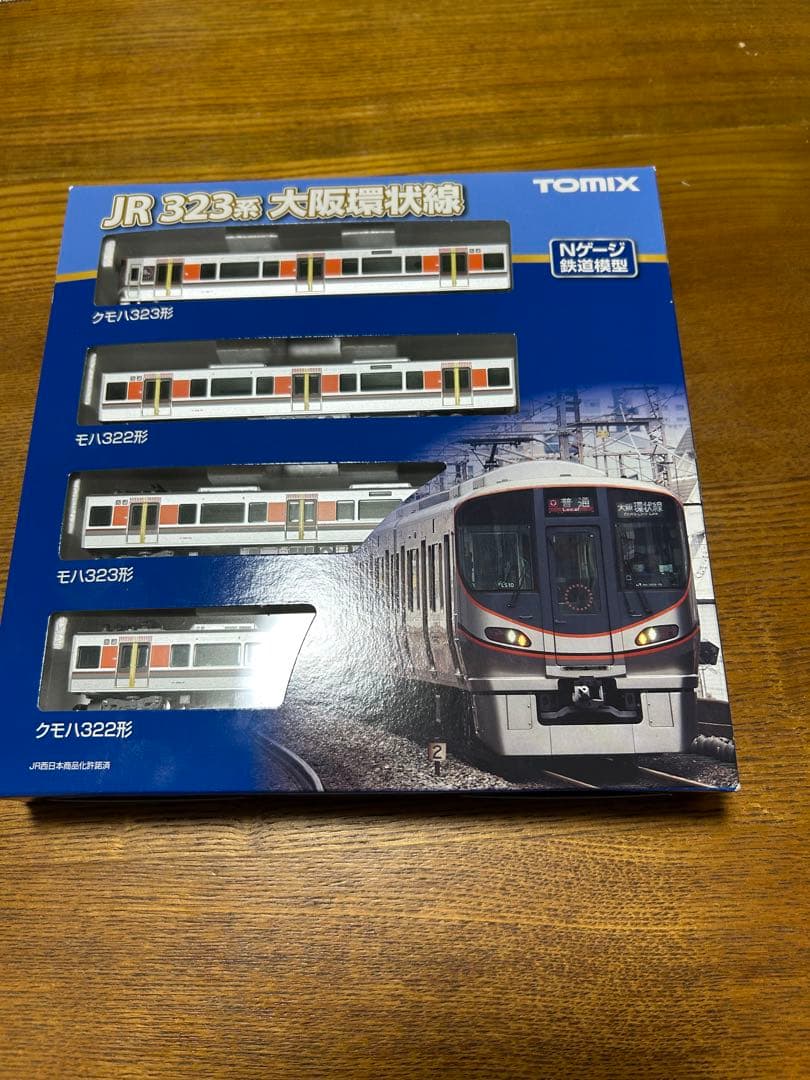 JR 323系 大阪環状線
TOMIX
Nゲージ
鉄道模型
クモハ323形
モハ322形
モハ323形
クモハ322形
JR西日本商品化許諾済
普通
Local
大阪環状線
LS10
2